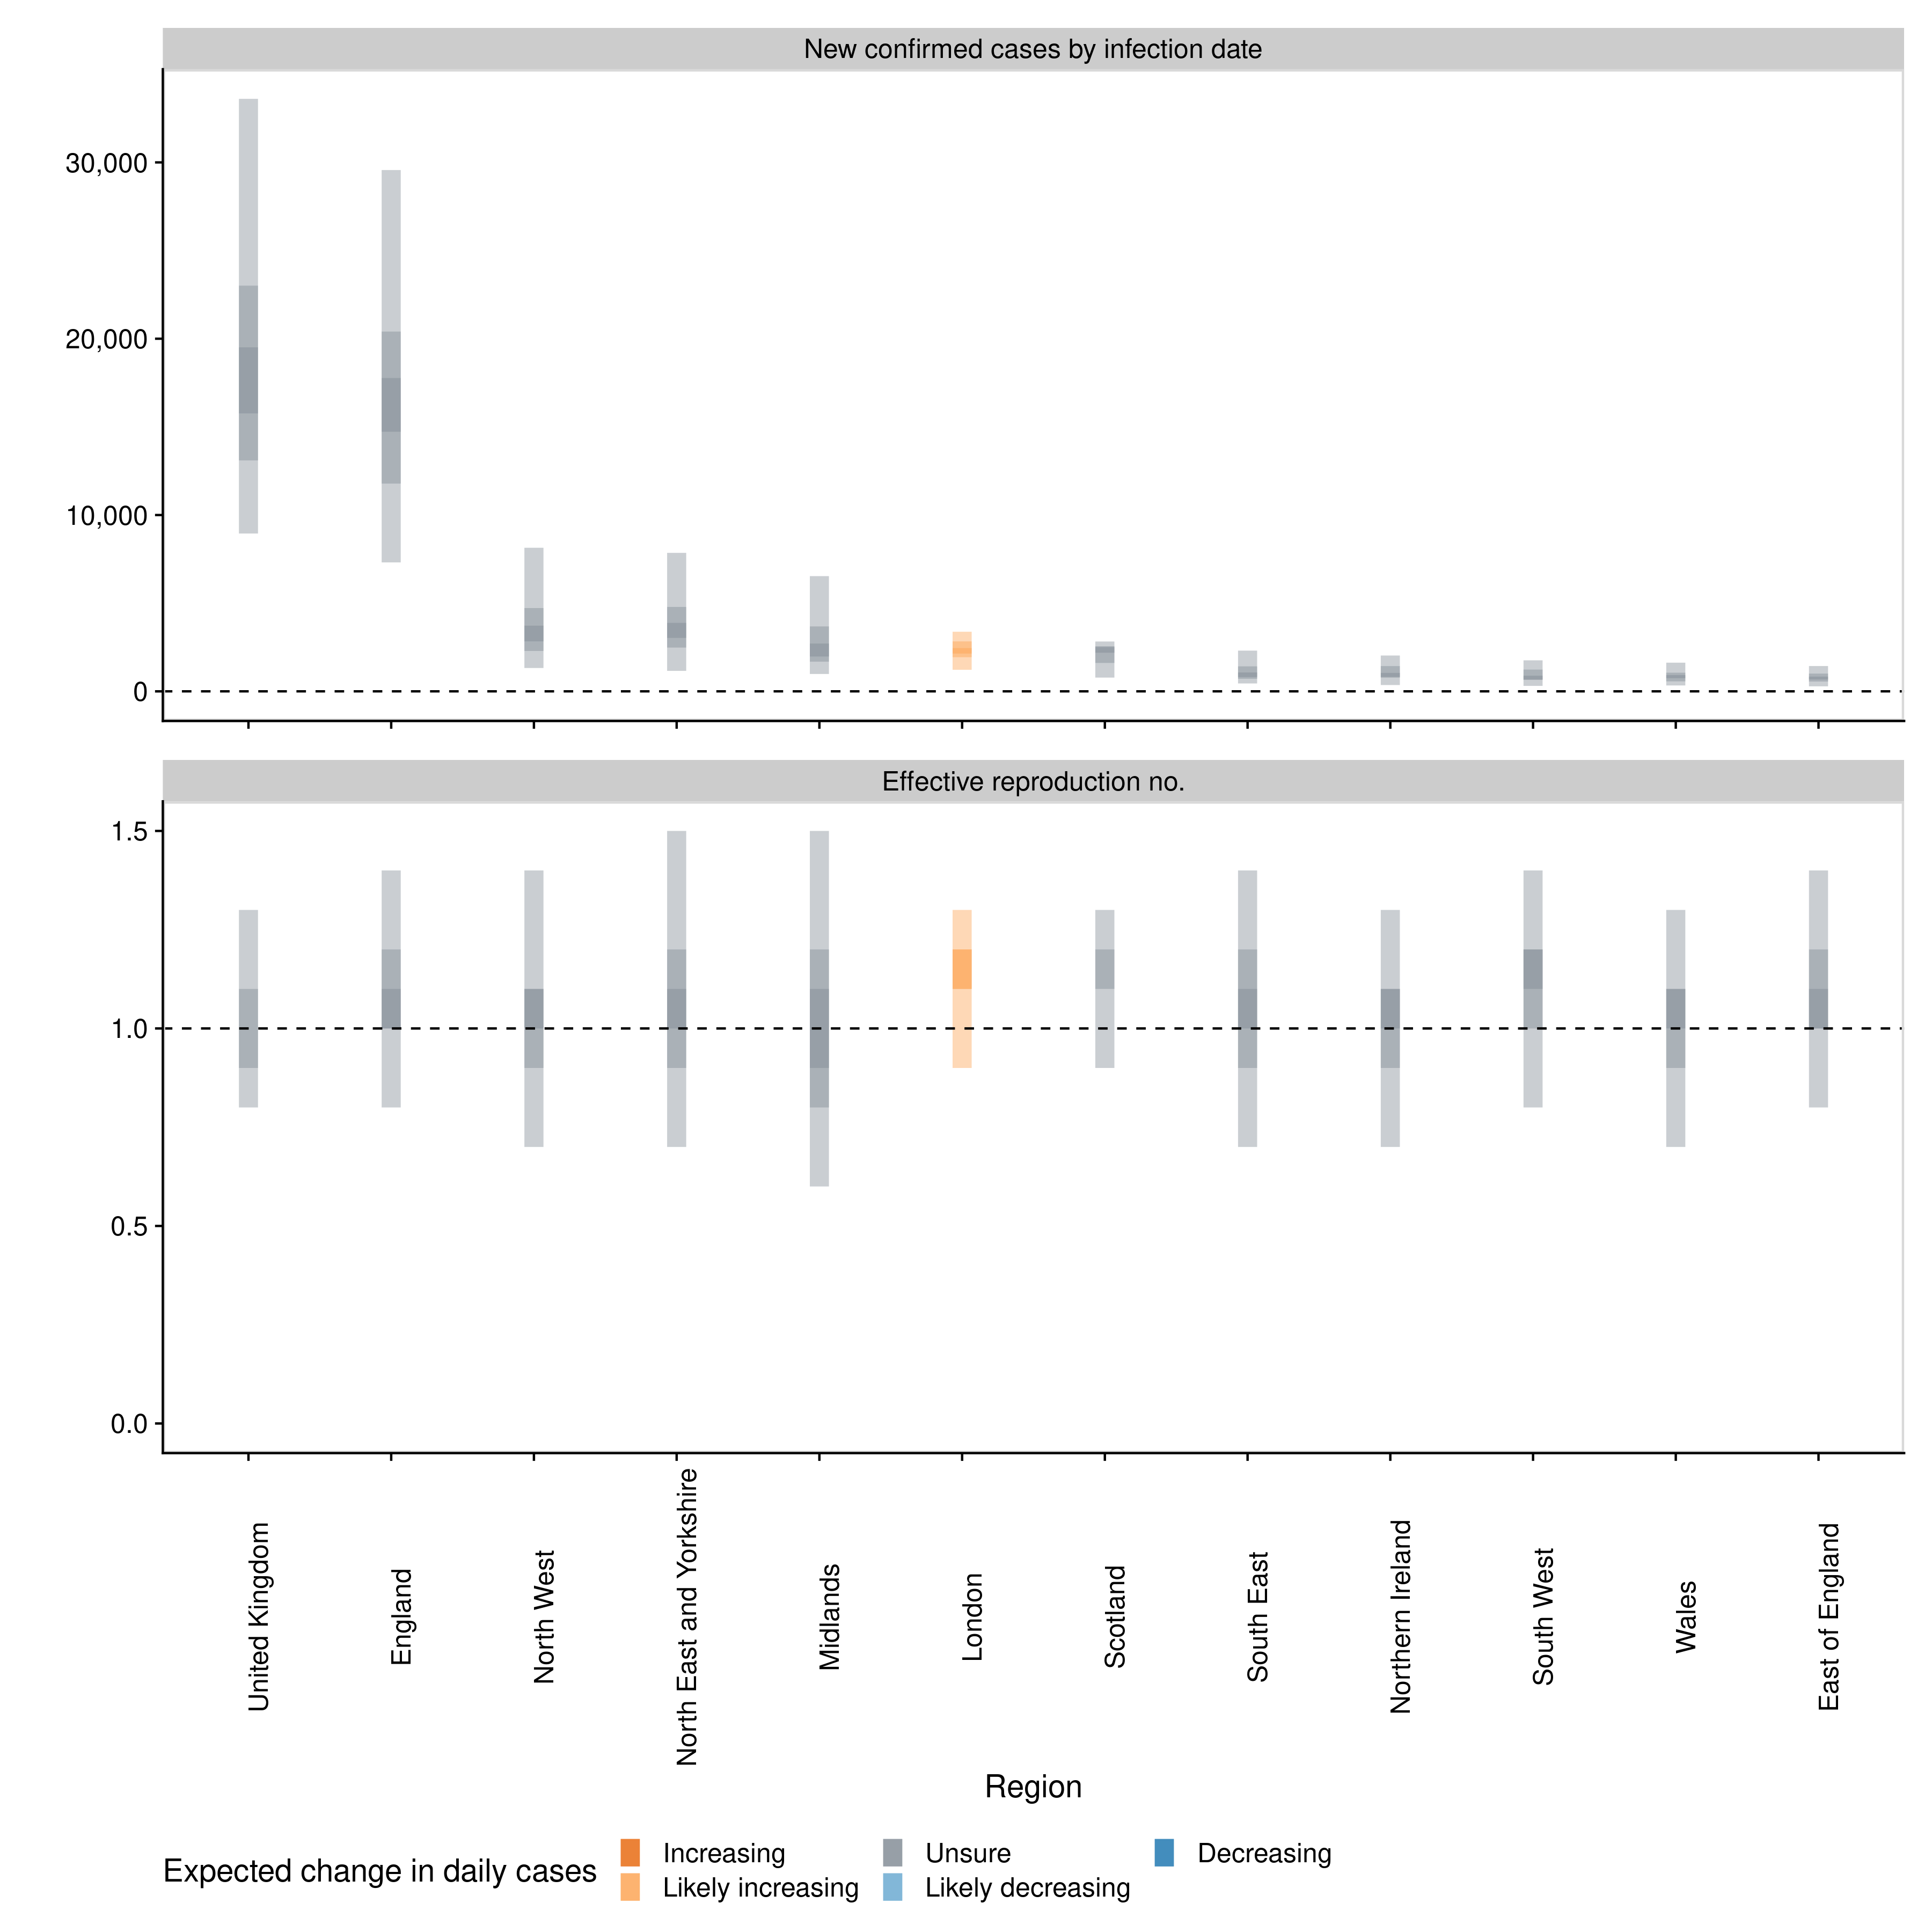 New confirmed cases by infection date
30,000
20,000
10,000
0
Effective reproduction no.
1.5
1.0
0.5
0.0
United Kingdom
England
North West
North East and Yorkshire
Midlands
London
Scotland
South East
Northern Ireland
South West
Wales
East of England
Region
Expected change in daily cases
Increasing
Likely increasing
Unsure
Likely decreasing
Decreasing